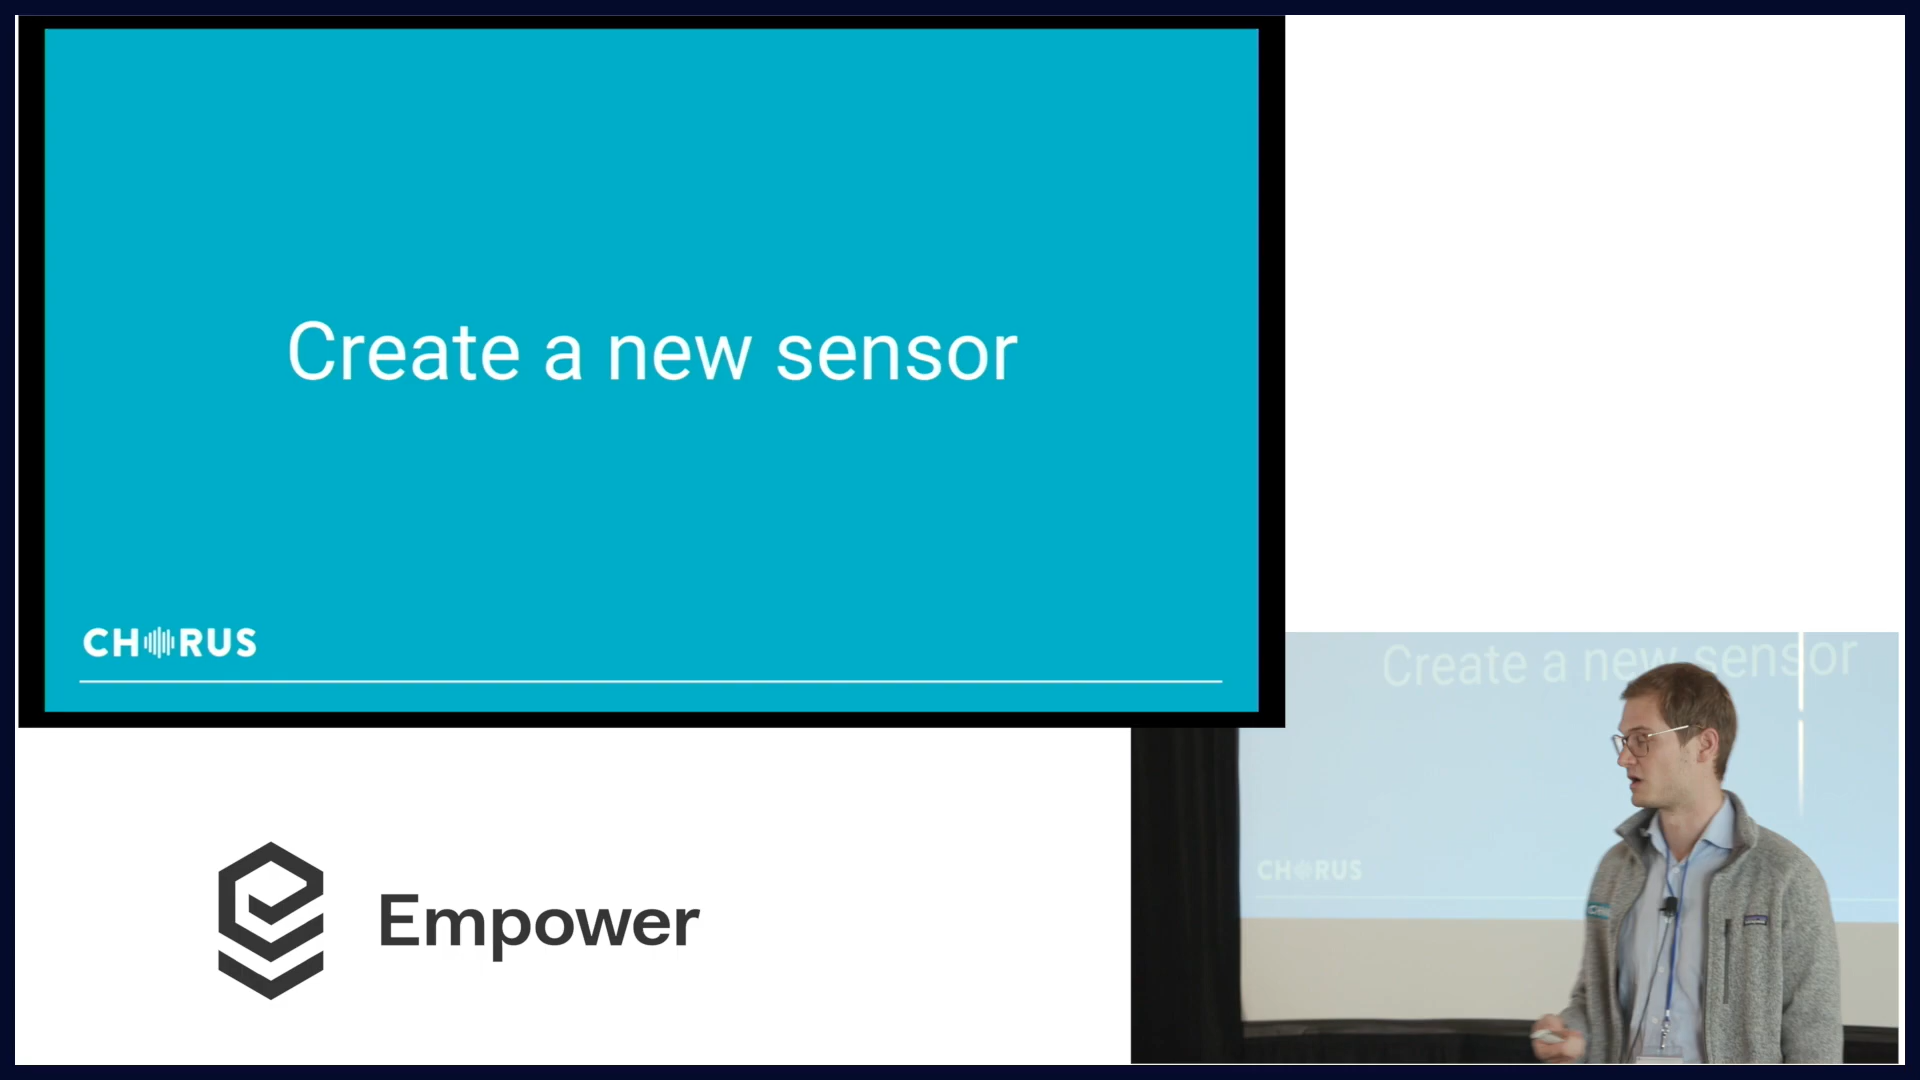 Create a new sensor
CHORUS
Create a new sensor
CHORUS
Empower